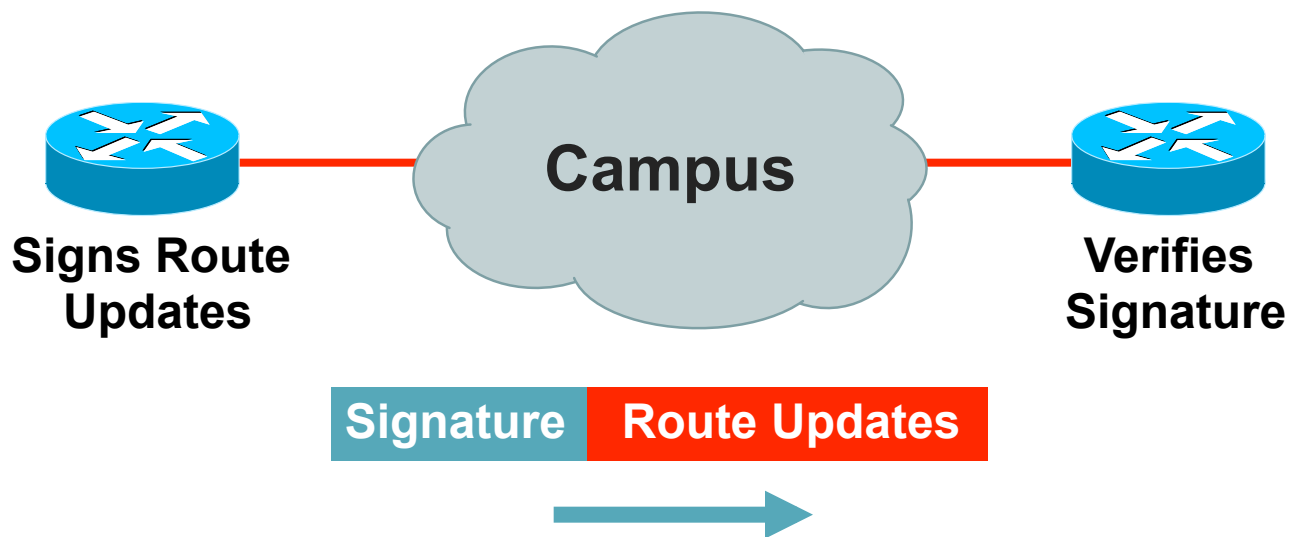 Campus
Signs Route
Updates
Verifies
Signature
Signature Route Updates